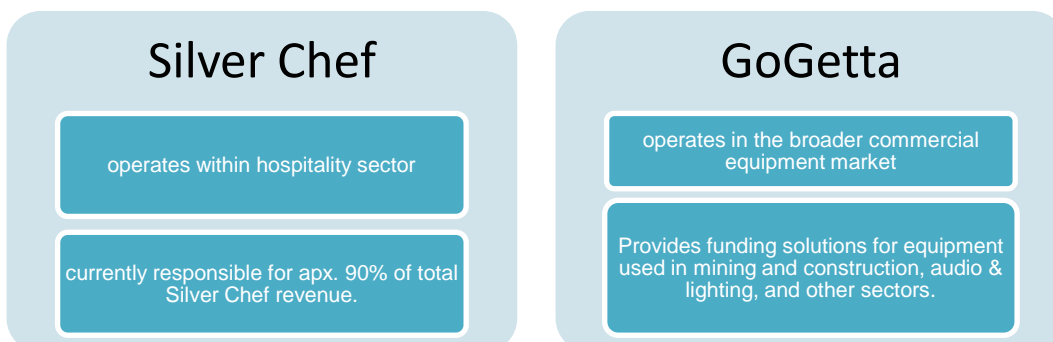 Silver Chef
operates within hospitality sector
currently responsible for apx. 90% of total
Silver Chef revenue.
GoGetta
operates in the broader commercial
equipment market
Provides funding solutions for equipment
used in mining and construction, audio &
lighting, and other sectors.